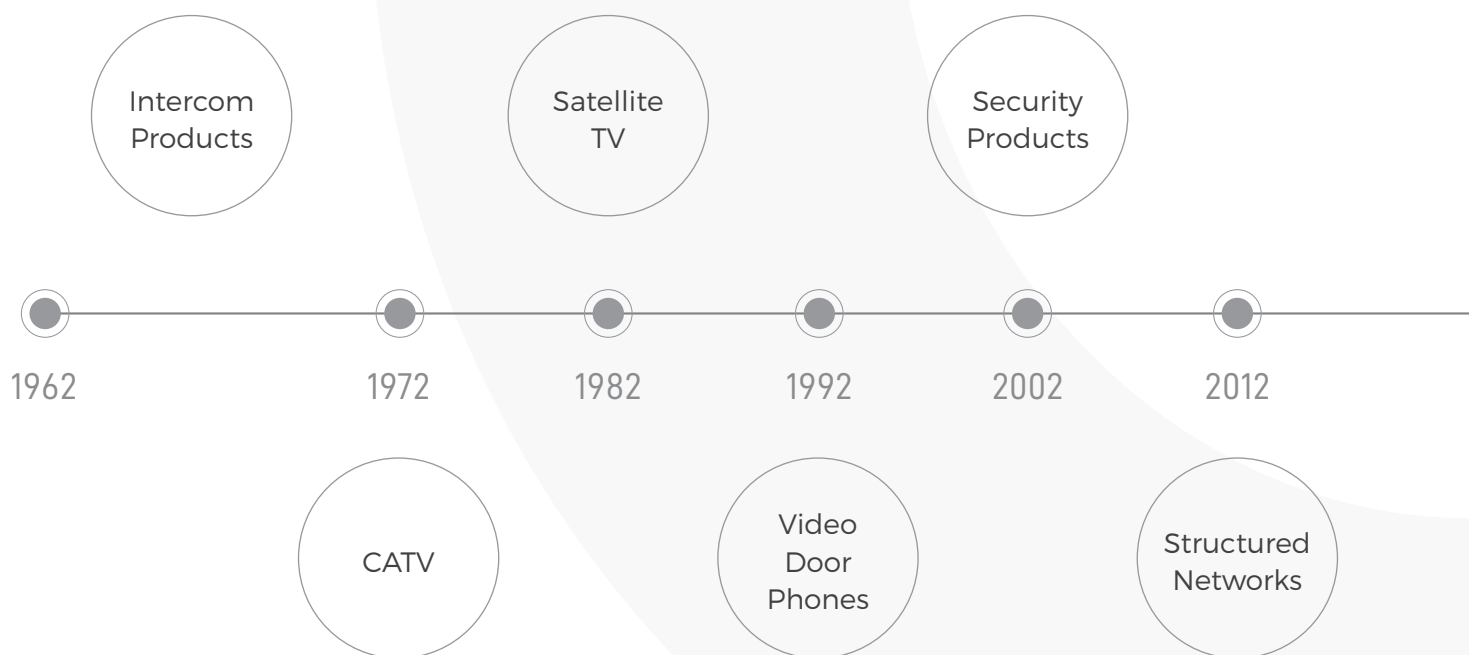 Intercom
Products
Satellite
TV
Security
Products
1962
1972
1982
1992
2002
2012
CATV
Video
Door
Phones
Structured
Networks